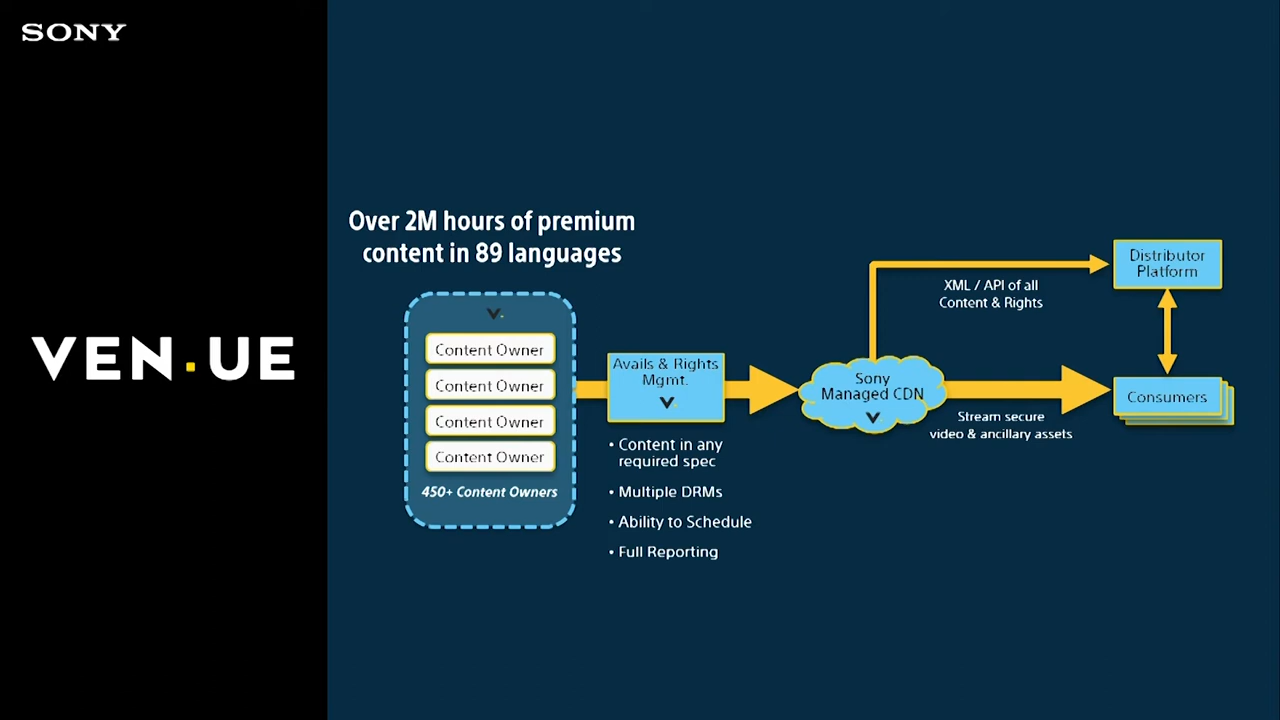 SONY
VEN.UE
Over 2M hours of premium
content in 89 languages
V.
Content Owner
Content Owner
Content Owner
Content Owner
450+ Content Owners
Avails & Rights
Mgmt.
V.
• Content in any
required spec
• Multiple DRMs
• Ability to Schedule
• Full Reporting
Sony
Managed CDN
V.
XML / API of all
Content & Rights
Distributor
Platform
Consumers
Stream secure
video & ancillary assets